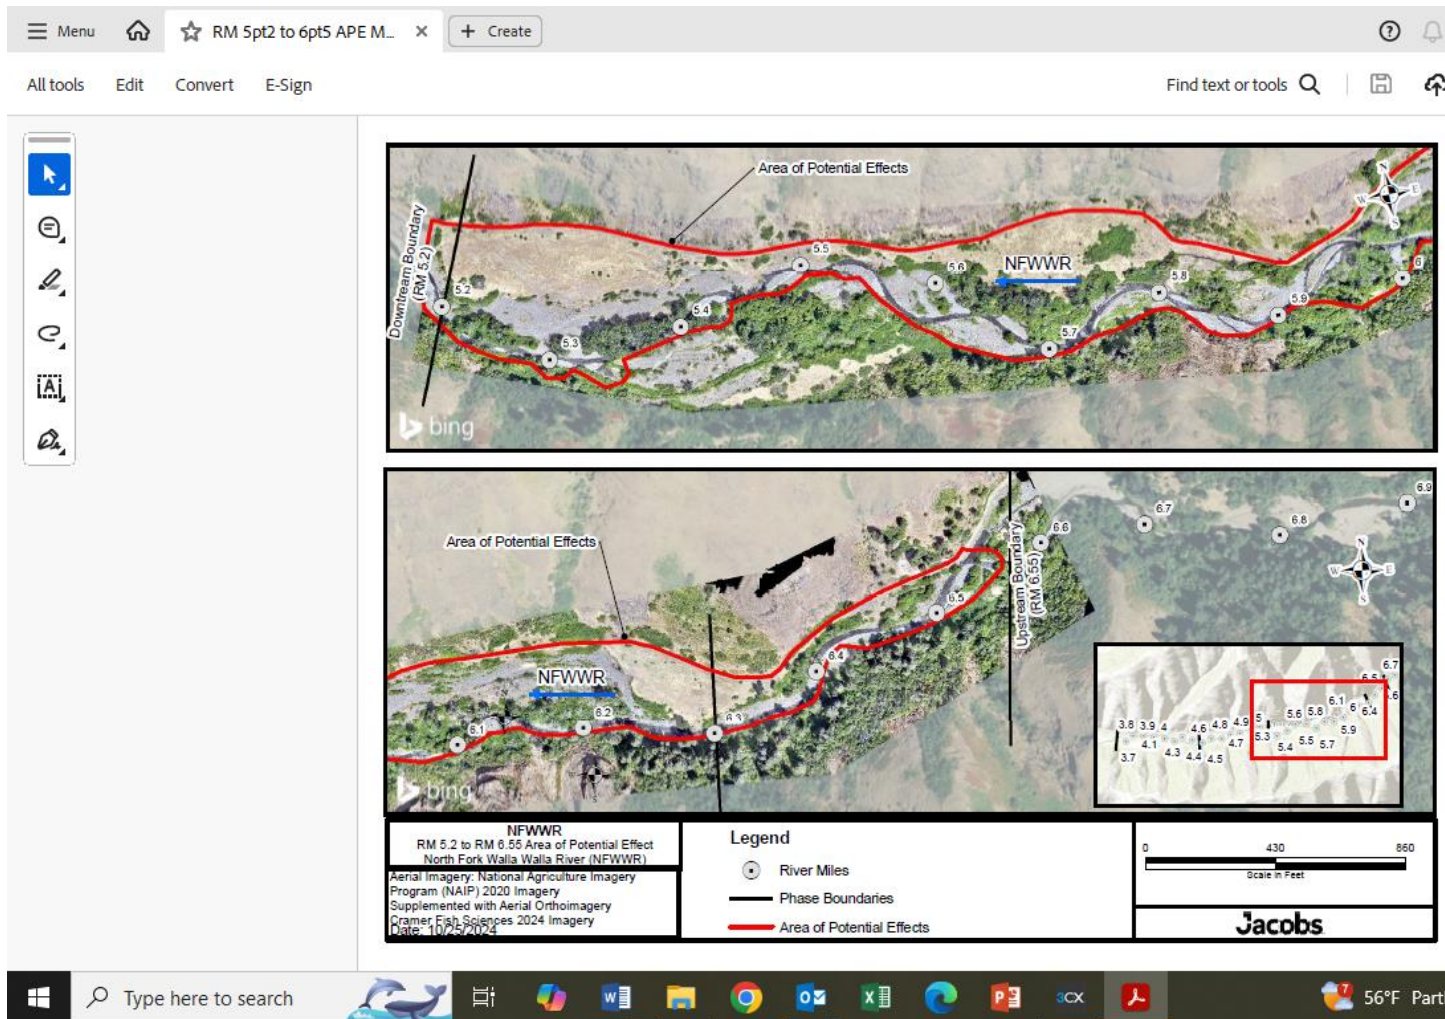 Menu
RM 5pt2 to 6pt5 APE M...
+ Create
All tools Edit Convert E-Sign
Find text or tools
Area of Potential Effects
N
W E
S
Downtream Boundary
(RM 5.2)
5.2
5.3
5.4
5.5
5.6
NFWWR
5.7
5.8
5.9
6
bing
Area of Potential Effects
NFWWR
6.1
6.2
6.3
6.4
6.5
Upstream Boundary
(RM 6.55)
6.6
6.7
6.8
6.9
N
W E
S
bing
3.7
3.8 3.9 4
4.1
4.3
4.4 4.5
4.6 4.8 4.9
4.7
5
5.3
5.4
5.5
5.6 5.8
5.7
5.9
6.1
6
6.4
6.7
NFWWR
RM 5.2 to RM 6.55 Area of Potential Effect
North Fork Walla Walla River (NFWWR)
Aerial Imagery: National Agriculture Imagery
Program (NAIP) 2020 Imagery
Supplemented with Aerial Orthoimagery
Cramer Fish Sciences 2024 Imagery
Date: 10/25/2024
Legend
River Miles
Phase Boundaries
Area of Potential Effects
0 430 860
Scale in Feet
Jacobs
Type here to search
3CX
7
56°F Part